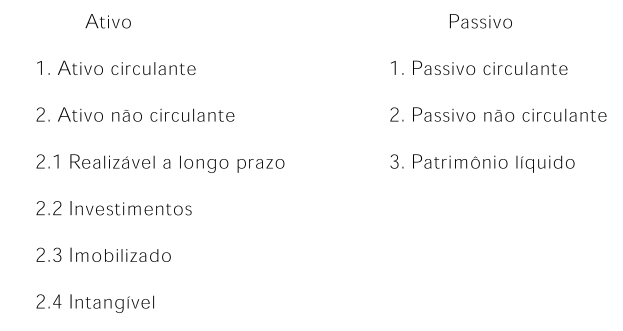 Ativo
1. Ativo circulante
2. Ativo não circulante
2.1 Realizável a longo prazo
2.2 Investimentos
2.3 Imobilizado
2.4 Intangível
Passivo
1. Passivo circulante
2. Passivo não circulante
3. Patrimônio líquido